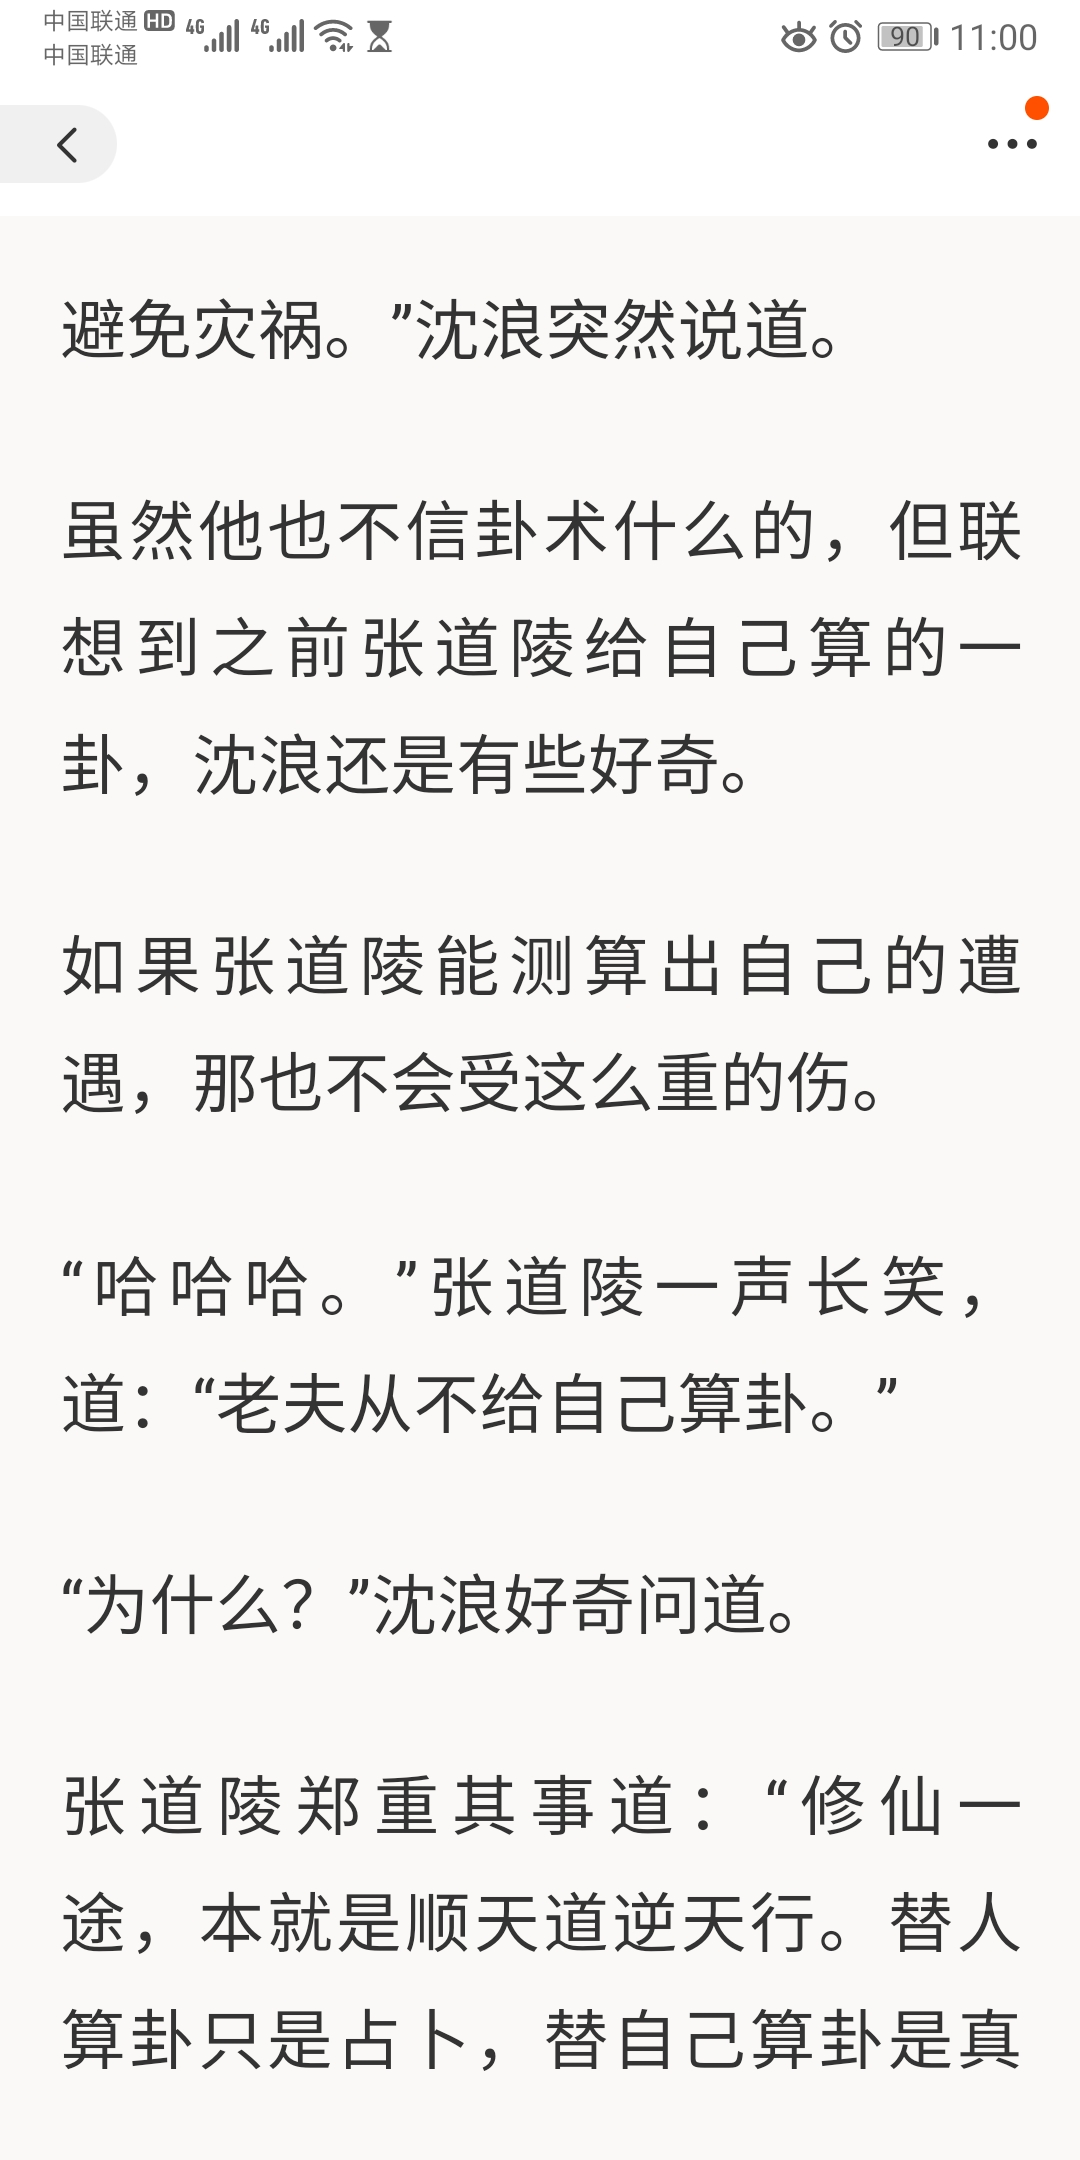 中国联通 HD 4G 4G 90 11:00
中国联通
避免灾祸。”沈浪突然说道。
虽然他也不信卦术什么的，但联
想到之前张道陵给自己算的一
卦，沈浪还是有些好奇。
如果张道陵能测算出自己的遭
遇，那也不会受这么重的伤。
“哈哈哈。”张道陵一声长笑，
道：“老夫从不给自己算卦。”
“为什么？”沈浪好奇问道。
张道陵郑重其事道：“修仙一
途，本就是顺天道逆天行。替人
算卦只是占卜，替自己算卦是真